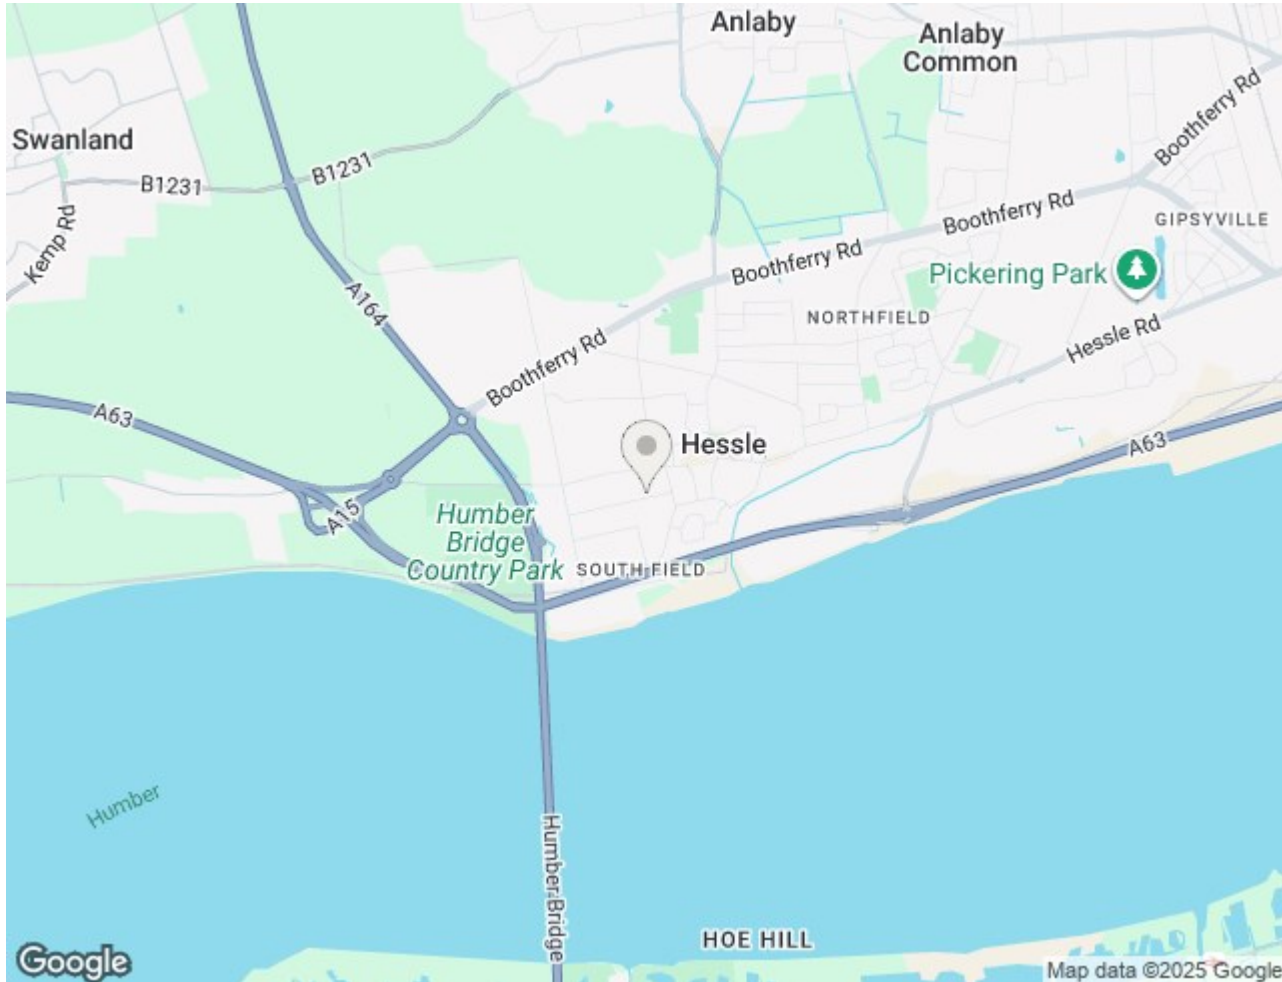 Anlaby
Anlaby
Common
Swanland
B1231
B1231
Kemp Rd
Boothferry Rd
Boothferry Rd
Boothferry Rd
Boothferry Rd
GIPSYVILLE
Pickering Park
NORTHFIELD
Hessle Rd
A164
A63
Hessle
A63
A15
Humber
Bridge
Country Park
SOUTH FIELD
Humber
Humber Bridge
HOE HILL
Google
Map data ©2025 Google